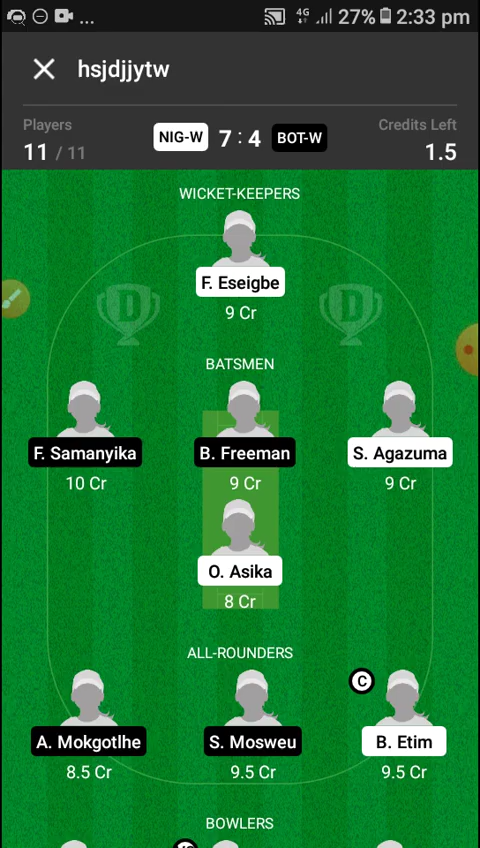 ... 4G 27% 2:33 pm
hsjdjjytw
Players NIG-W 7 : 4 BOT-W Credits Left
11 / 11 1.5
WICKET-KEEPERS
F. Eseigbe
9 Cr
D D
BATSMEN
F. Samanyika B. Freeman S. Agazuma
10 Cr 9 Cr 9 Cr
O. Asika
8 Cr
ALL-ROUNDERS
C
A. Mokgotlhe S. Mosweu B. Etim
8.5 Cr 9.5 Cr 9.5 Cr
BOWLERS